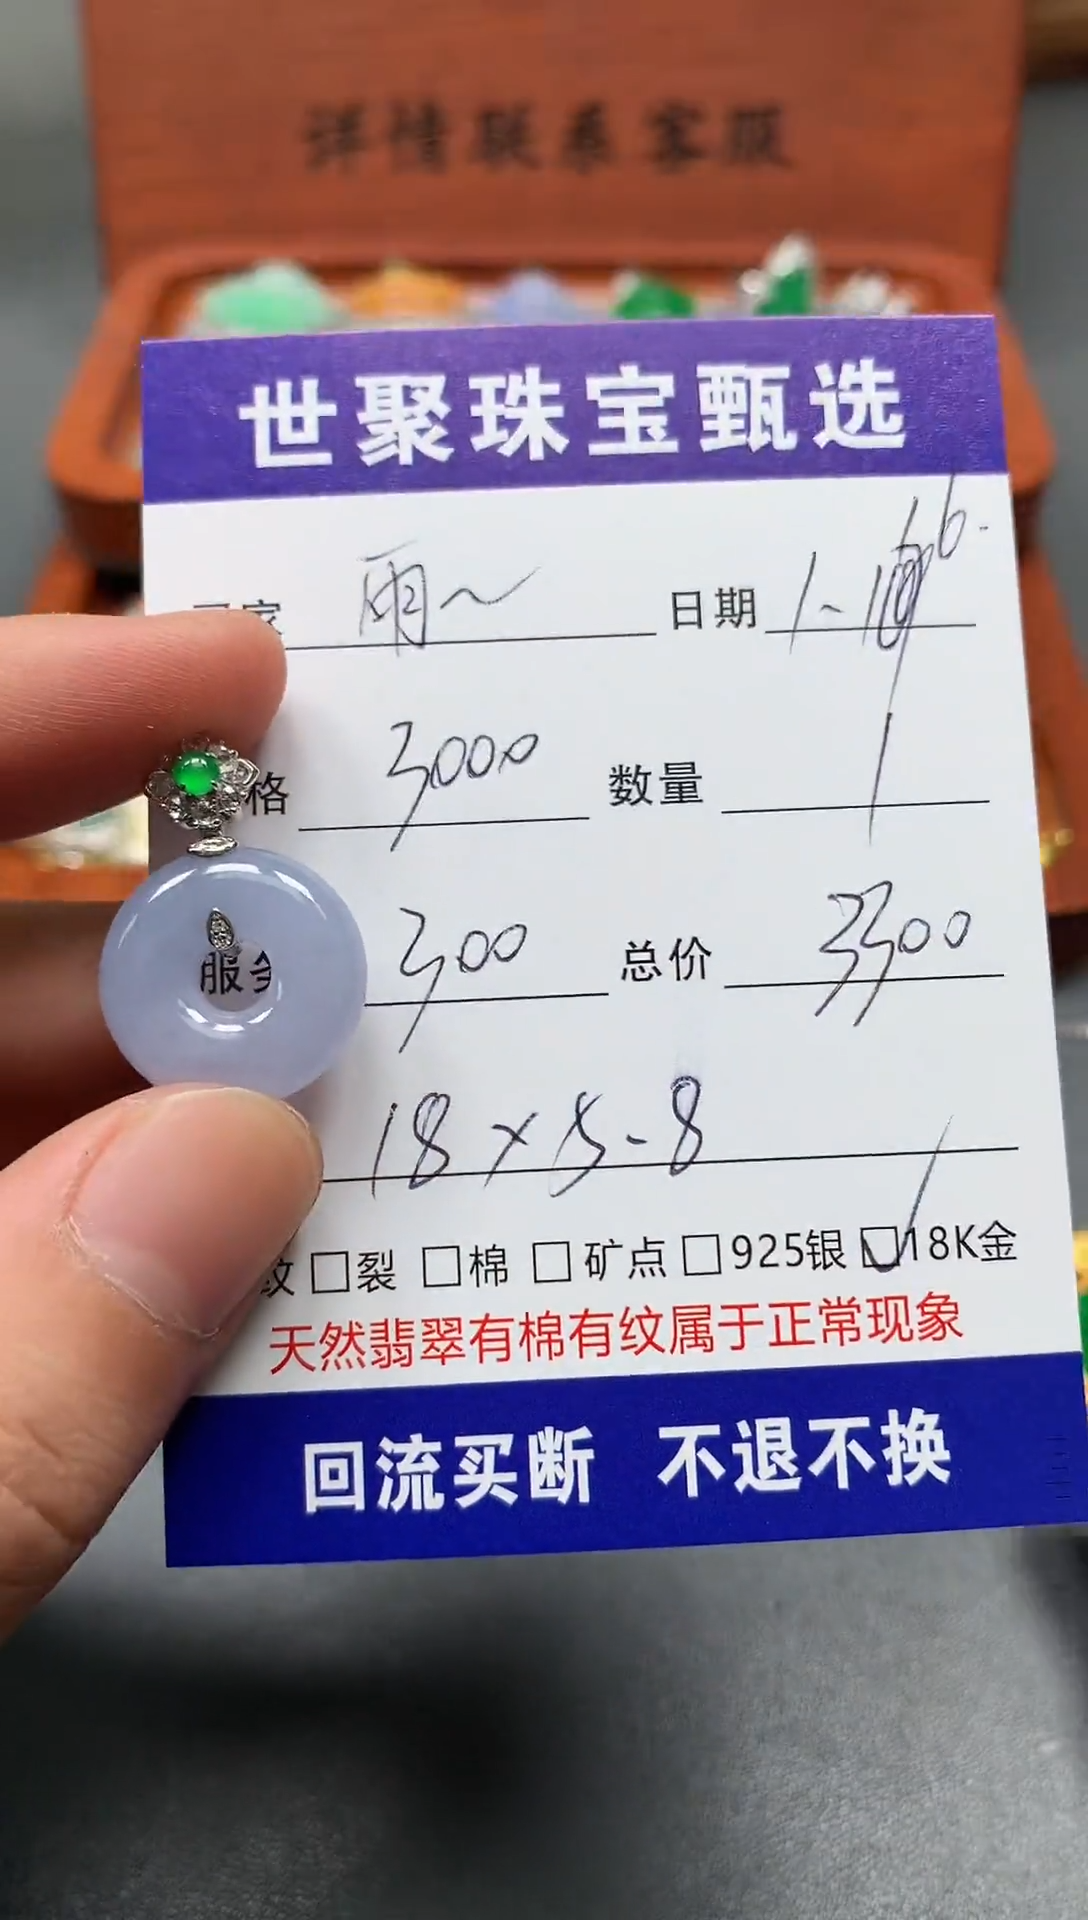 详情联系客服
世聚珠宝甄选
家 雨~ 日期 1-16
格 3000 数量 1
服务 300 总价 3300
18×5.8
纹 □裂 □棉 □矿点 □925银 ☑18K金
天然翡翠有棉有纹属于正常现象
回流买断 不退不换